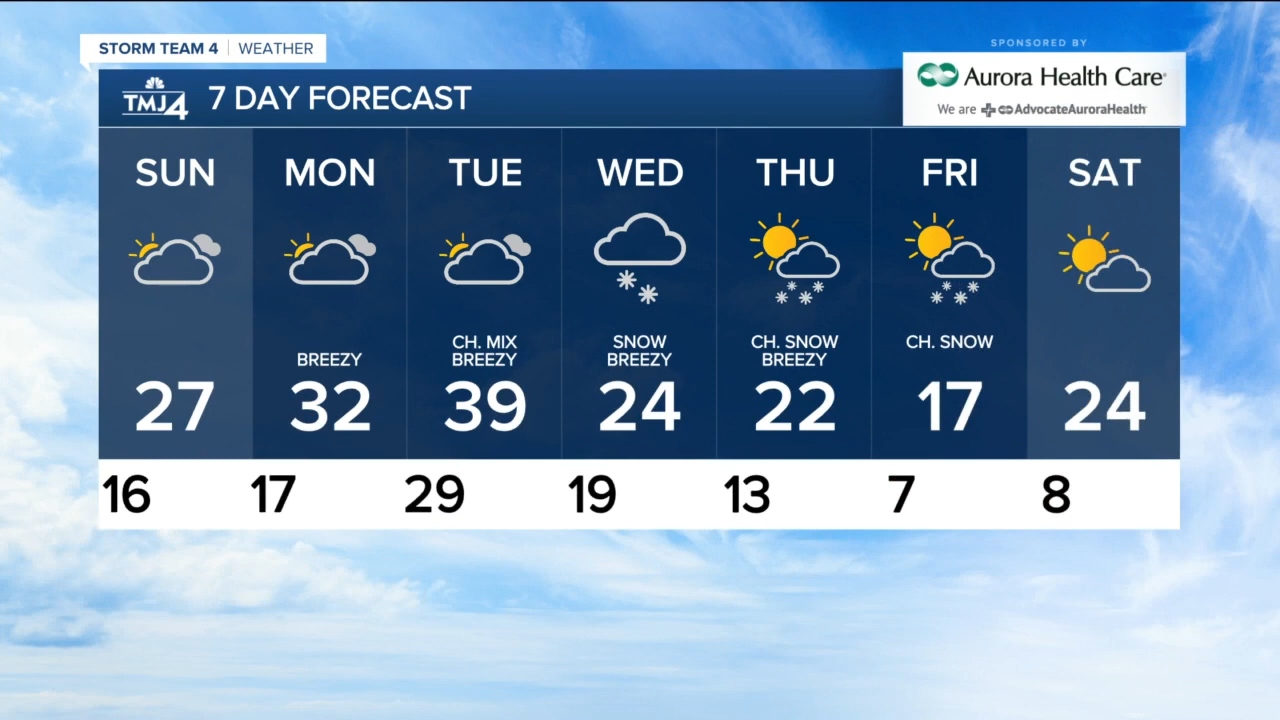 STORM TEAM 4 | WEATHER
SPONSORED BY
Aurora Health Care
We are AdvocateAuroraHealth
TMJ4
7 DAY FORECAST
SUN MON TUE WED THU FRI SAT
CH. MIX SNOW CH. SNOW CH. SNOW
BREEZY BREEZY BREEZY BREEZY
27 32 39 24 22 17 24
16 17 29 19 13 7 8